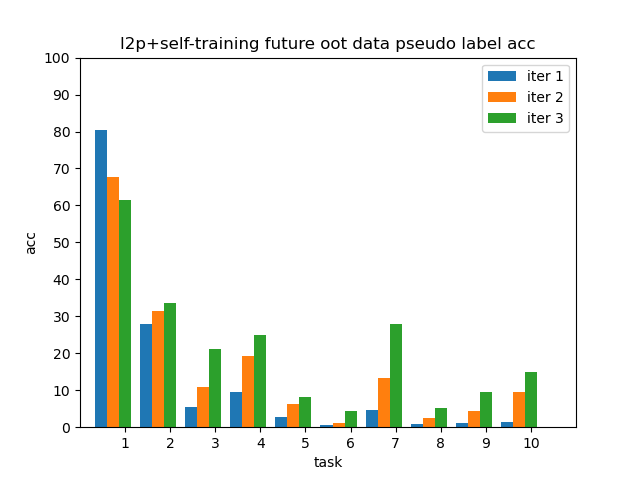 l2p+self-training future oot data pseudo label acc
100
90
80
70
60
50
40
30
20
10
0
acc
iter 1
iter 2
iter 3
1 2 3 4 5 6 7 8 9 10
task